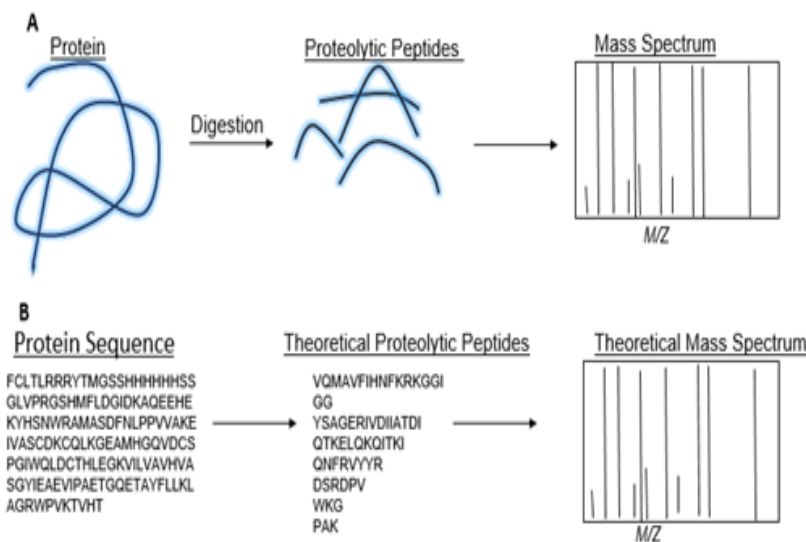 A
Protein
Proteolytic Peptides
Mass Spectrum
Digestion
M/Z
B
Protein Sequence
Theoretical Proteolytic Peptides
Theoretical Mass Spectrum
FCLTLRRRYTMGSSHHHHHHSS
GLVPRGSHMFLDGIDKAQEEHE
KYHSNWRAMASDFNLPPVVAKE
IVASCDKCQLKGEAMHGQVDCS
PGIWQLDCTHLEGKVILVAVHVA
SGYIEAEVIPAETGQETAYFLLKL
AGRWPVKTVHT
VQMAVFIHNFKRKGGI
GG
YSAGERIVDIIATDI
QTKELQKQITKI
QNFRVYYR
DSRDPV
WKG
PAK
M/Z